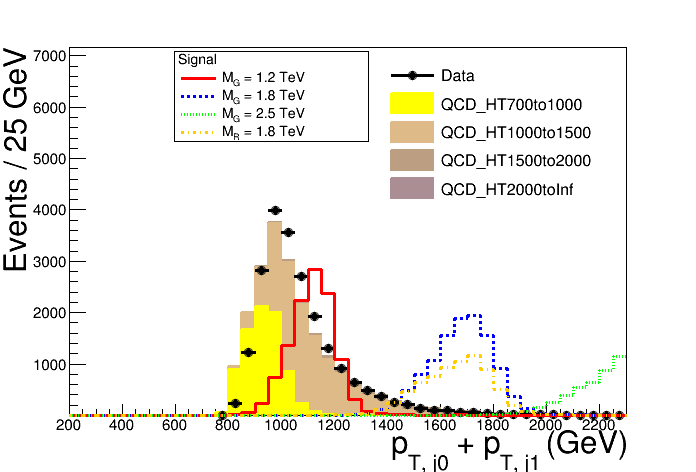 Events / 25 GeV
7000
6000
5000
4000
3000
2000
1000
Signal
M_G = 1.2 TeV
M_G = 1.8 TeV
M_G = 2.5 TeV
M_R = 1.8 TeV
Data
QCD_HT700to1000
QCD_HT1000to1500
QCD_HT1500to2000
QCD_HT2000toInf
200 400 600 800 1000 1200 1400 1600 1800 2000 2200
p_{T, j0} + p_{T, j1} (GeV)